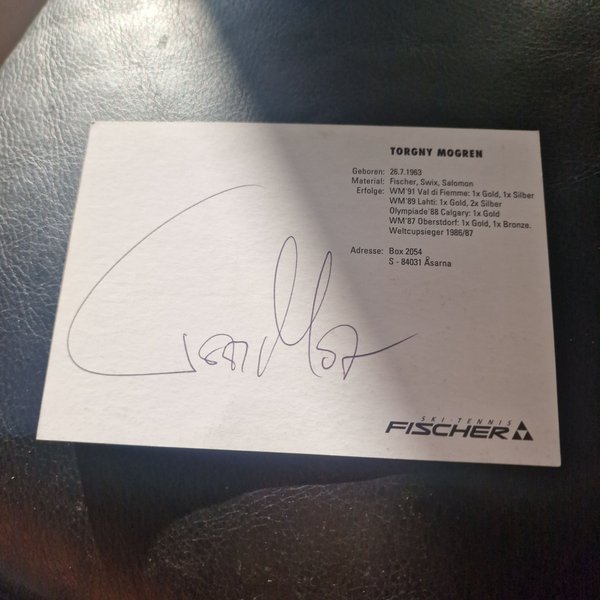 TORGNY MOGREN
Geboren: 26.7.1963
Material: Fischer, Swix, Salomon
Erfolge: WM'91 Val di Fiemme: 1x Gold, 1x Silber
WM'89 Lahti: 1x Gold, 2x Silber
Olympiade'88 Calgary: 1x Gold
WM'87 Oberstdorf: 1x Gold, 1x Bronze.
Weltcupsieger 1986/87
Adresse: Box 2054
S - 84031 Åsarna
SKI·TENNIS
FISCHER